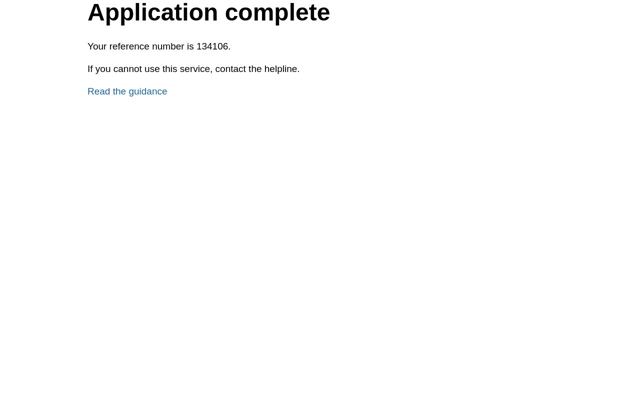 Application complete
Your reference number is 134106.
If you cannot use this service, contact the helpline.
Read the guidance